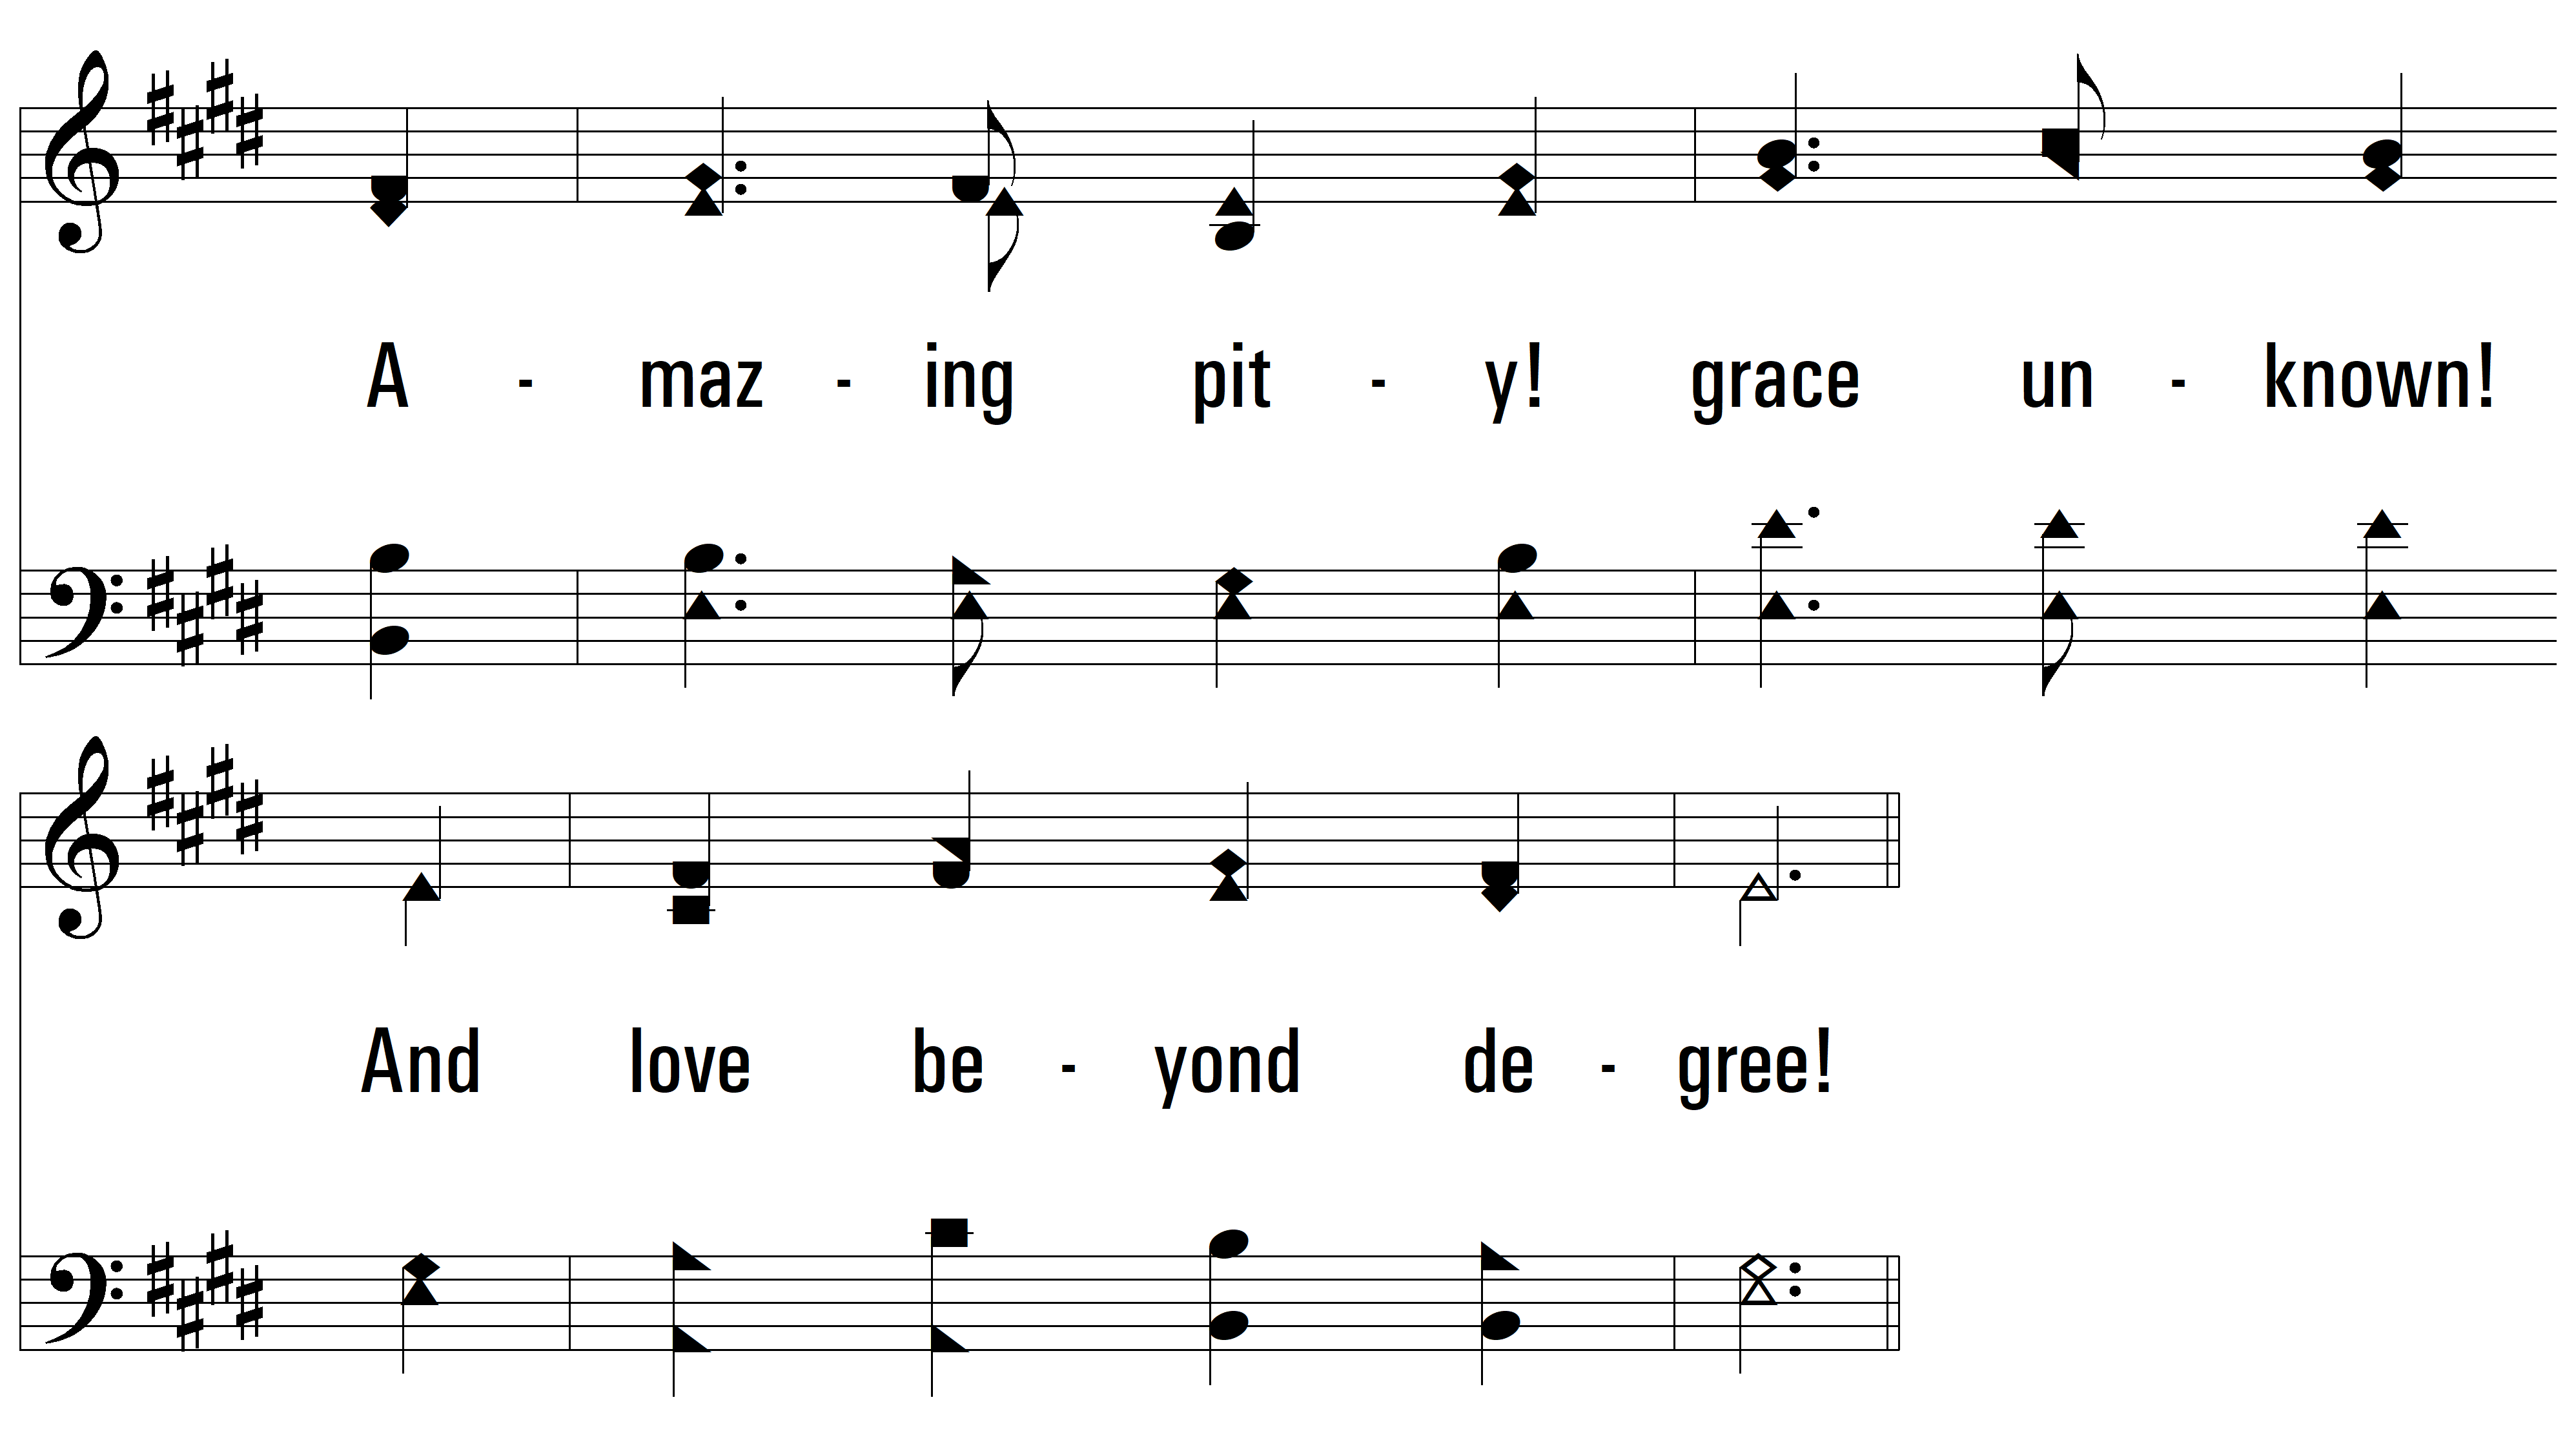 A - maz - ing pit - y! grace un - known!
And love be - yond de - gree!